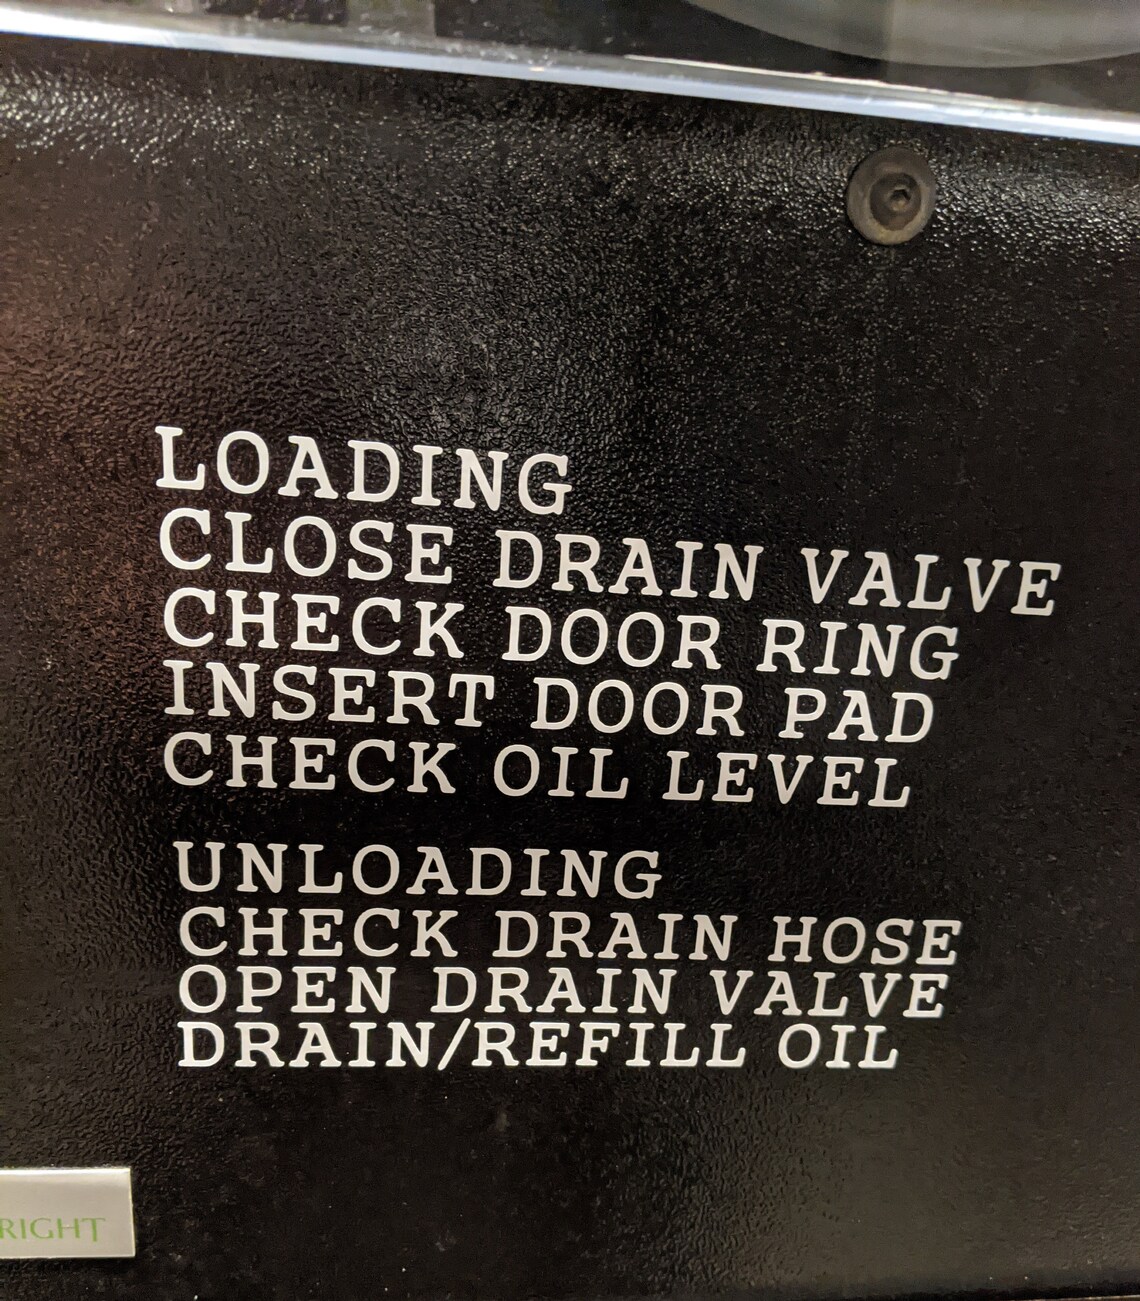 LOADING
CLOSE DRAIN VALVE
CHECK DOOR RING
INSERT DOOR PAD
CHECK OIL LEVEL
UNLOADING
CHECK DRAIN HOSE
OPEN DRAIN VALVE
DRAIN/REFILL OIL
RIGHT